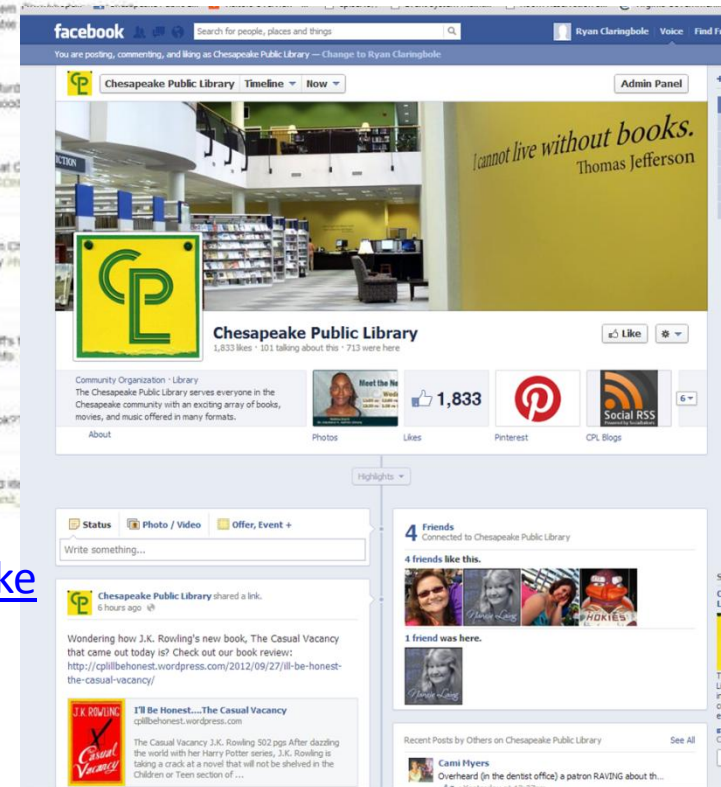 facebook
Search for people, places and things
Ryan Claringbole
Voice
Find F
You are posting, commenting, and liking as Chesapeake Public Library — Change to Ryan Claringbole
Chesapeake Public Library
Timeline
Now
Admin Panel
I cannot live without books.
Thomas Jefferson
CPL
Chesapeake Public Library
1,833 likes · 101 talking about this · 713 were here
Like
Community Organization · Library
The Chesapeake Public Library serves everyone in the
Chesapeake community with an exciting array of books,
movies, and music offered in many formats.
About
Meet the Ne
Photos
1,833
Likes
Pinterest
Social RSS
CPL Blogs
6
Highlights
Status
Photo / Video
Offer, Event +
Write something...
ke
Chesapeake Public Library shared a link.
6 hours ago
Wondering how J.K. Rowling's new book, The Casual Vacancy
that came out today is? Check out our book review:
http://cplillbehonest.wordpress.com/2012/09/27/ill-be-honest-
the-casual-vacancy/
J.K. ROWLING
Casual
Vacancy
I'll Be Honest....The Casual Vacancy
cplillbehonest.wordpress.com
The Casual Vacancy J.K. Rowling 502 pgs After dazzling
the world with her Harry Potter series, J.K. Rowling is
taking a crack at a novel that will not be shelved in the
Children or Teen section of ...
4 Friends
Connected to Chesapeake Public Library
4 friends like this.
HOKIES
1 friend was here.
Recent Posts by Others on Chesapeake Public Library
See All
Cami Myers
Overheard (in the dentist office) a patron RAVING about th...